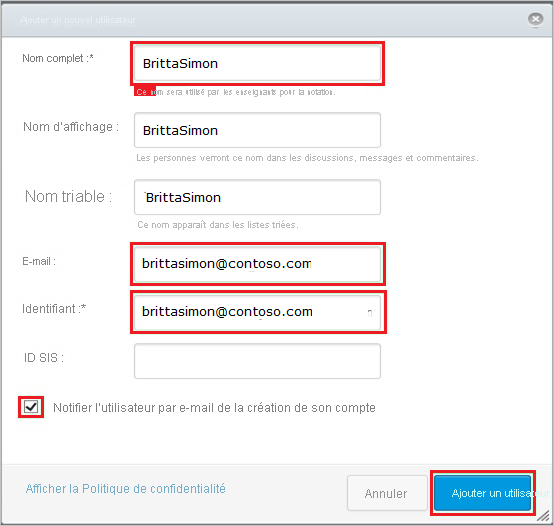 Ajouter un nouvel utilisateur
Nom complet :*
BrittaSimon
Ce nom sera utilisé par les enseignants pour la notation.
Nom d'affichage :
BrittaSimon
Les personnes verront ce nom dans les discussions, messages et commentaires.
Nom triable :
BrittaSimon
Ce nom apparaît dans les listes triées.
E-mail :
brittasimon@contoso.com
Identifiant :*
brittasimon@contoso.com
ID SIS :
Notifier l'utilisateur par e-mail de la création de son compte
Afficher la Politique de confidentialité
Annuler
Ajouter un utilisateur